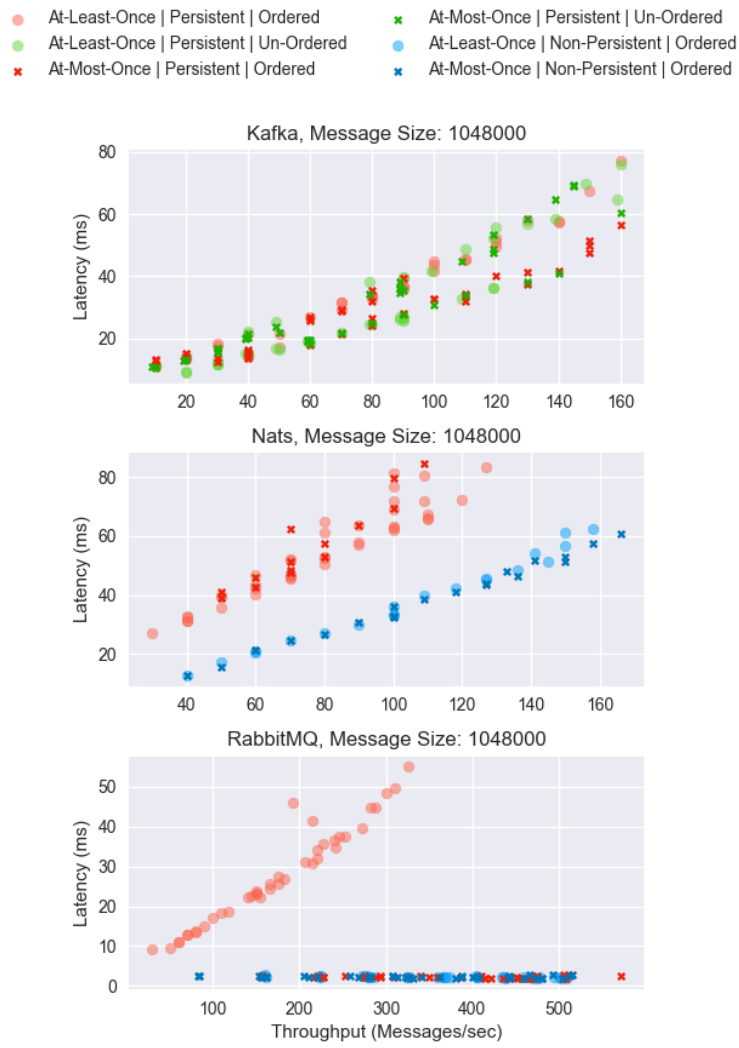 At-Least-Once | Persistent | Ordered
At-Least-Once | Persistent | Un-Ordered
At-Most-Once | Persistent | Ordered
At-Most-Once | Persistent | Un-Ordered
At-Least-Once | Non-Persistent | Ordered
At-Most-Once | Non-Persistent | Ordered
Kafka, Message Size: 1048000
Latency (ms)
80
60
40
20
20 40 60 80 100 120 140 160
Nats, Message Size: 1048000
Latency (ms)
80
60
40
20
40 60 80 100 120 140 160
RabbitMQ, Message Size: 1048000
Latency (ms)
50
40
30
20
10
0
100 200 300 400 500
Throughput (Messages/sec)